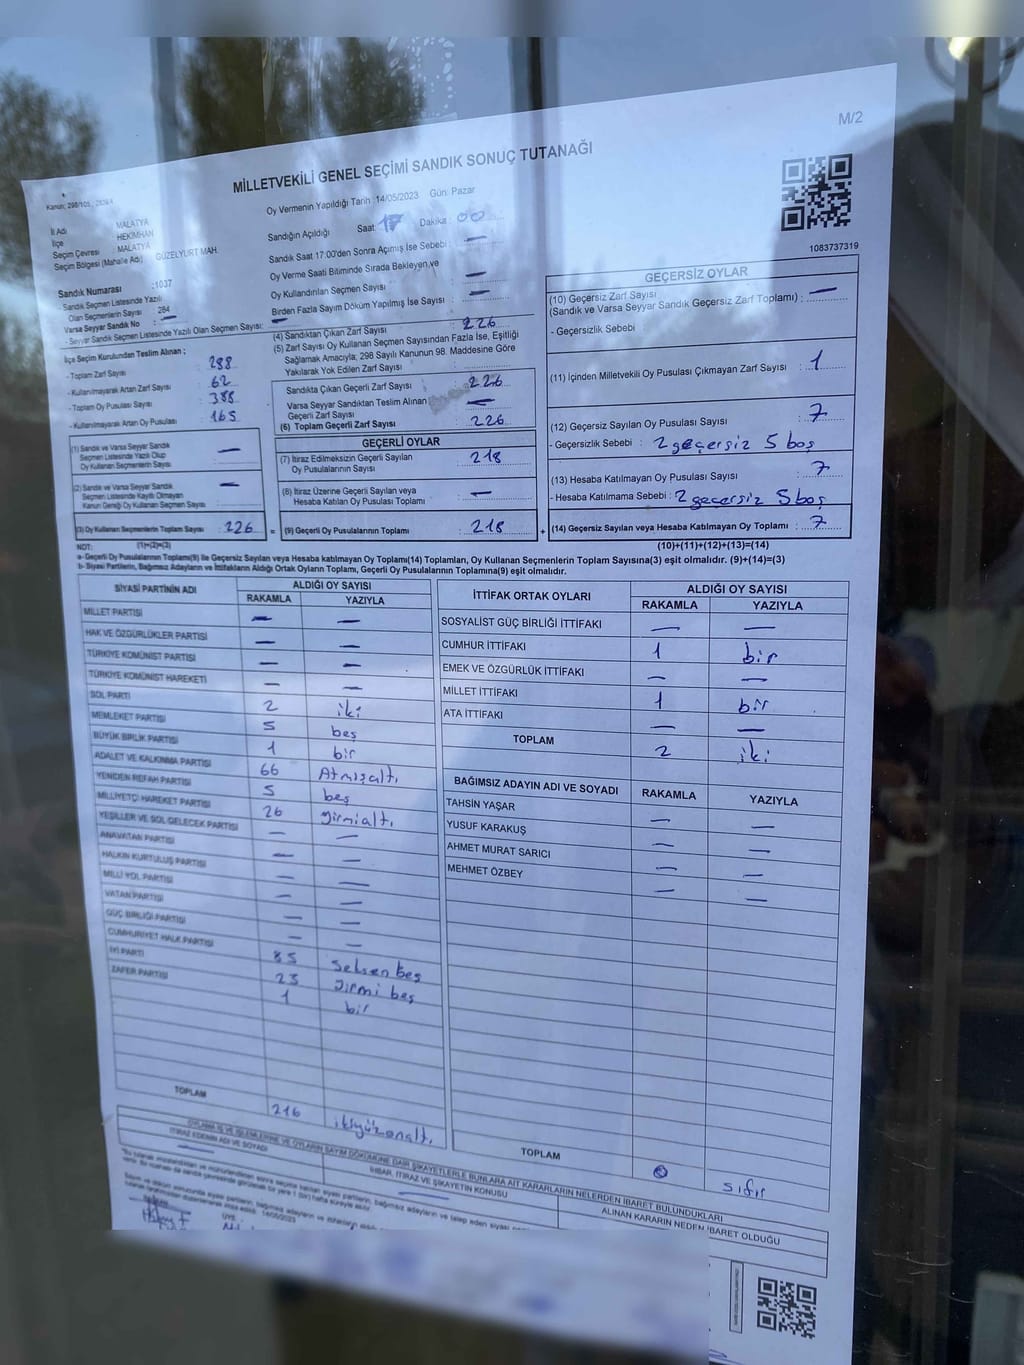 M/2
MİLLETVEKİLİ GENEL SEÇİMİ SANDIK SONUÇ TUTANAĞI
1083737319
İl Adı MALATYA
İlçe HEKİMHAN
Seçim Çevresi MALATYA
Seçim Bölgesi (Mahalle Adı) GÜZELYURT MAH.
Sandık Numarası :1037
- Sandık Seçmen Listesinde Yazılı
Olan Seçmenlerin Sayısı : 284
Varsa Seyyar Sandık No : —
- Seyyar Sandık Seçmen Listesinde Yazılı Olan Seçmen Sayısı: —
İlçe Seçim Kurulundan Teslim Alınan ;
- Toplam Zarf Sayısı : 288
- Kullanılmayarak Artan Zarf Sayısı : 62
- Toplam Oy Pusulası Sayısı : 388
- Kullanılmayarak Artan Oy Pusulası : 165
(1) Sandık ve Varsa Seyyar Sandık
Seçmen Listesinde Yazılı Olup
Oy Kullanan Seçmenlerin Sayısı : —
(2) Sandık ve Varsa Seyyar Sandık
Seçmen Listesinde Kayıtlı Olmayan
Kanun Gereği Oy Kullanan Seçmen Sayısı : —
(3) Oy Kullanan Seçmenlerin Toplam Sayısı : 226
Oy Vermenin Yapıldığı Tarih :14/05/2023 Gün: Pazar
Sandığın Açıldığı Saat: 17 Dakika : 00
Sandık Saat 17.00'den Sonra Açılmış İse Sebebi : —
Oy Verme Saati Bitiminde Sırada Bekleyen ve
Oy Kullandırılan Seçmen Sayısı : —
Birden Fazla Sayım Döküm Yapılmış İse Sayısı : —
(4) Sandıktan Çıkan Zarf Sayısı : 226
(5) Zarf Sayısı Oy Kullanan Seçmen Sayısından Fazla İse, Eşitliği
Sağlamak Amacıyla; 298 Sayılı Kanunun 98. Maddesine Göre
Yakılarak Yok Edilen Zarf Sayısı :
Sandıkta Çıkan Geçerli Zarf Sayısı : 226
Varsa Seyyar Sandıktan Teslim Alınan
Geçerli Zarf Sayısı : —
(6) Toplam Geçerli Zarf Sayısı : 226
GEÇERLİ OYLAR
(7) İtiraz Edilmeksizin Geçerli Sayılan
Oy Pusulalarının Sayısı : 218
(8) İtiraz Üzerine Geçerli Sayılan veya
Hesaba Katılan Oy Pusulası Toplamı : —
= (9) Geçerli Oy Pusulalarının Toplamı : 218
GEÇERSİZ OYLAR
(10) Geçersiz Zarf Sayısı
(Sandık ve Varsa Seyyar Sandık Geçersiz Zarf Toplamı) : —
- Geçersizlik Sebebi
(11) İçinden Milletvekili Oy Pusulası Çıkmayan Zarf Sayısı : 1
(12) Geçersiz Sayılan Oy Pusulası Sayısı : 7
- Geçersizlik Sebebi : 2 geçersiz 5 boş
(13) Hesaba Katılmayan Oy Pusulası Sayısı : 7
- Hesaba Katılmama Sebebi : 2 geçersiz 5 boş
+ (14) Geçersiz Sayılan veya Hesaba Katılmayan Oy Toplamı : 7
NOT: (1)+(2)=(3) (10)+(11)+(12)+(13)=(14)
a- Geçerli Oy Pusulalarının Toplamı(9) ile Geçersiz Sayılan veya Hesaba katılmayan Oy Toplamı(14) Toplamları, Oy Kullanan Seçmenlerin Toplam Sayısına(3) eşit olmalıdır. (9)+(14)=(3)
b- Siyasi Partilerin, Bağımsız Adayların ve İttifakların Aldığı Ortak Oyların Toplamı, Geçerli Oy Pusulalarının Toplamına(9) eşit olmalıdır.
SİYASİ PARTİNİN ADI ALDIĞI OY SAYISI
RAKAMLA YAZIYLA
MİLLET PARTİSİ — —
HAK VE ÖZGÜRLÜKLER PARTİSİ — —
TÜRKİYE KOMÜNİST PARTİSİ — —
TÜRKİYE KOMÜNİST HAREKETİ — —
SOL PARTİ 2 iki
MEMLEKET PARTİSİ 5 beş
BÜYÜK BİRLİK PARTİSİ 1 bir
ADALET VE KALKINMA PARTİSİ 66 Atmışaltı
YENİDEN REFAH PARTİSİ 5 beş
MİLLİYETÇİ HAREKET PARTİSİ 26 yirmialtı
YEŞİLLER VE SOL GELECEK PARTİSİ — —
ANAVATAN PARTİSİ — —
HALKIN KURTULUŞ PARTİSİ — —
MİLLİ YOL PARTİSİ — —
VATAN PARTİSİ — —
GÜÇ BİRLİĞİ PARTİSİ — —
CUMHURİYET HALK PARTİSİ 85 Seksen beş
İYİ PARTİ 25 yirmi beş
ZAFER PARTİSİ 1 bir
TOPLAM 216 ikiyüzonaltı
İTTİFAK ORTAK OYLARI ALDIĞI OY SAYISI
RAKAMLA YAZIYLA
SOSYALİST GÜÇ BİRLİĞİ İTTİFAKI — —
CUMHUR İTTİFAKI 1 bir
EMEK VE ÖZGÜRLÜK İTTİFAKI — —
MİLLET İTTİFAKI 1 bir
ATA İTTİFAKI — —
TOPLAM 2 iki
BAĞIMSIZ ADAYIN ADI VE SOYADI RAKAMLA YAZIYLA
TAHSİN YAŞAR — —
YUSUF KARAKUŞ — —
AHMET MURAT SARICI — —
MEHMET ÖZBEY — —
TOPLAM 0 sıfır
OYLAMA İŞ VE İŞLEMLERİNE VE OYLARIN SAYIM DÖKÜMÜNE DAİR ŞİKAYETLERLE BUNLARA AİT KARARLARIN NELERDEN İBARET BULUNDUKLARI
İTİRAZ EDENİN ADI VE SOYADI
İHBAR, İTİRAZ VE ŞİKAYETİN KONUSU
ALINAN KARARIN NEDEN İBARET OLDUĞU